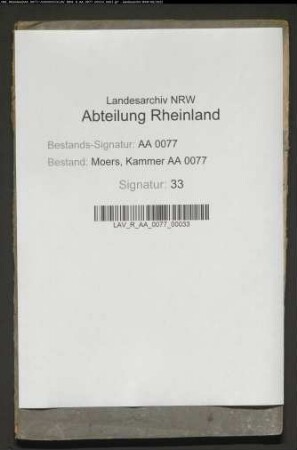 Landesarchiv NRW
Abteilung Rheinland
Bestands-Signatur: AA 0077
Bestand: Moers, Kammer AA 0077
Signatur: 33
LAV_R_AA_0077_00033